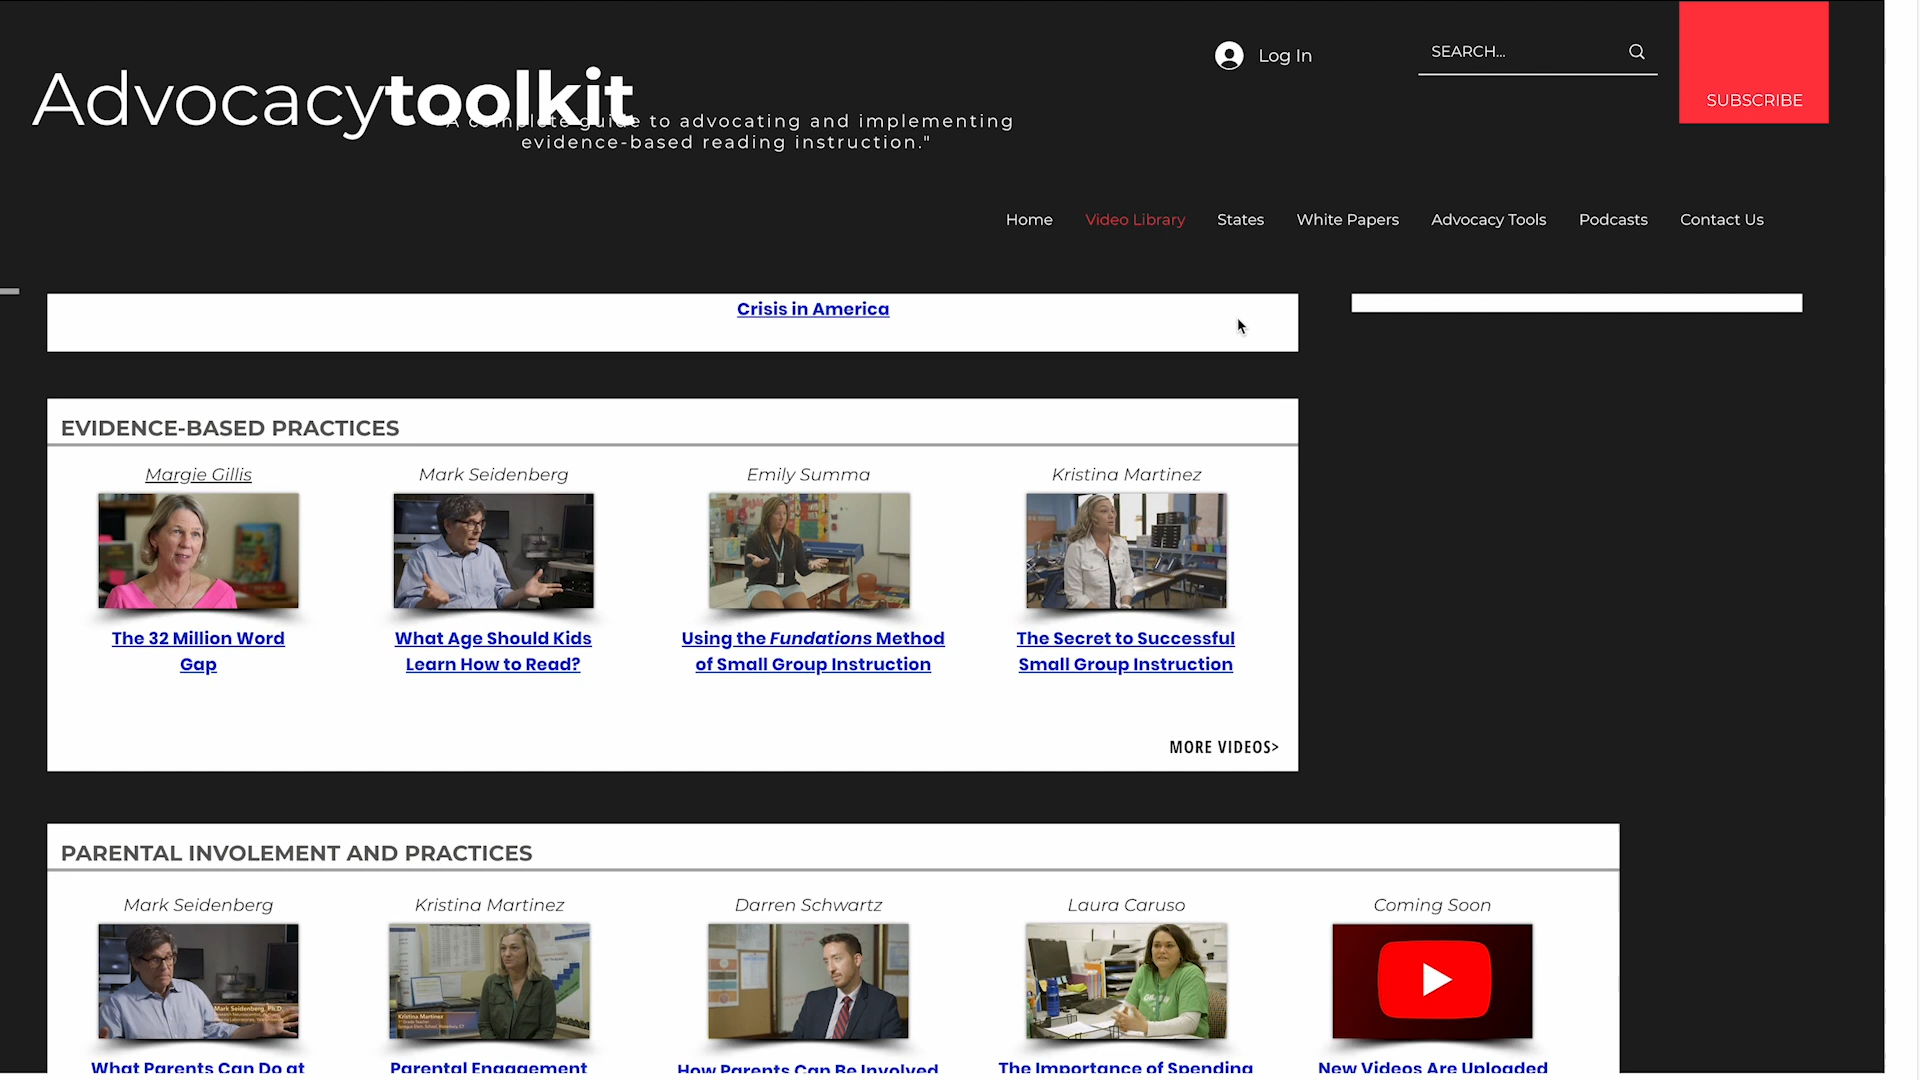 Advocacytoolkit
"A complete guide to advocating and implementing
evidence-based reading instruction."
Log In
SEARCH...
SUBSCRIBE
Home Video Library States White Papers Advocacy Tools Podcasts Contact Us
Crisis in America
EVIDENCE-BASED PRACTICES
Margie Gillis Mark Seidenberg Emily Summa Kristina Martinez
The 32 Million Word What Age Should Kids Using the Fundations Method The Secret to Successful
Gap Learn How to Read? of Small Group Instruction Small Group Instruction
MORE VIDEOS>
PARENTAL INVOLEMENT AND PRACTICES
Mark Seidenberg Kristina Martinez Darren Schwartz Laura Caruso Coming Soon
Mark Seidenberg, Ph.D.
Kristina Martinez
What Parents Can Do at Parental Engagement How Parents Can Be Involved The Importance of Spending New Videos Are Uploaded